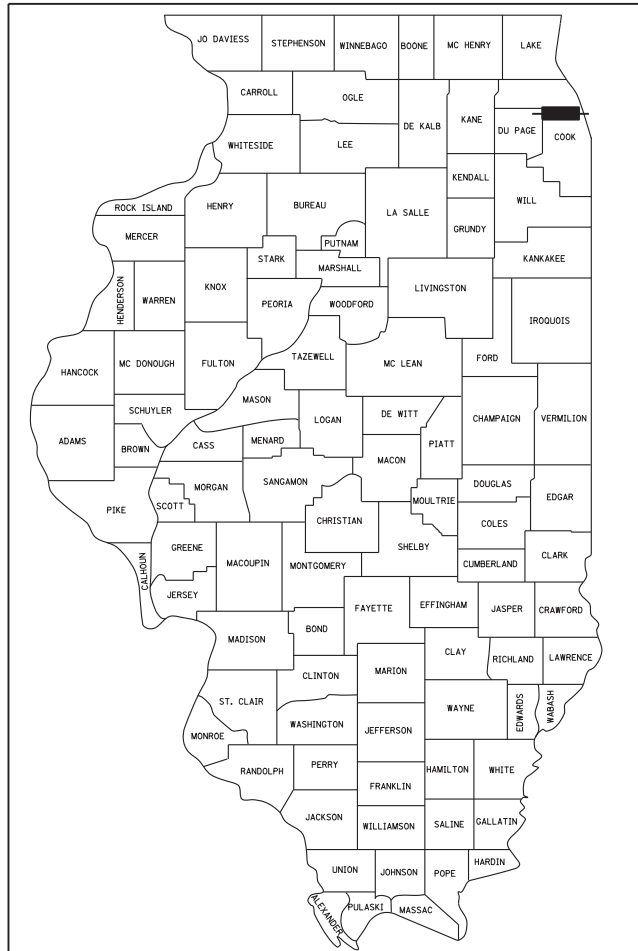 JO DAVIESS
STEPHENSON
WINNEBAGO
BOONE
MC HENRY
LAKE
CARROLL
OGLE
DE KALB
KANE
DU PAGE
COOK
WHITESIDE
LEE
KENDALL
WILL
ROCK ISLAND
HENRY
BUREAU
LA SALLE
GRUNDY
MERCER
PUTNAM
STARK
MARSHALL
KANKAKEE
HENDERSON
WARREN
KNOX
PEORIA
WOODFORD
LIVINGSTON
IROQUOIS
HANCOCK
MC DONOUGH
FULTON
TAZEWELL
MC LEAN
FORD
SCHUYLER
MASON
LOGAN
DE WITT
CHAMPAIGN
VERMILION
ADAMS
BROWN
CASS
MENARD
PIATT
MACON
MORGAN
SANGAMON
DOUGLAS
EDGAR
PIKE
SCOTT
CHRISTIAN
MOULTRIE
COLES
CALHOUN
GREENE
MACOUPIN
MONTGOMERY
SHELBY
CUMBERLAND
CLARK
JERSEY
FAYETTE
EFFINGHAM
JASPER
CRAWFORD
MADISON
BOND
CLAY
RICHLAND
LAWRENCE
CLINTON
MARION
ST. CLAIR
WAYNE
EDWARDS
WABASH
WASHINGTON
MONROE
JEFFERSON
RANDOLPH
PERRY
HAMILTON
WHITE
FRANKLIN
JACKSON
WILLIAMSON
SALINE
GALLATIN
UNION
JOHNSON
POPE
HARDIN
ALEXANDER
PULASKI
MASSAC